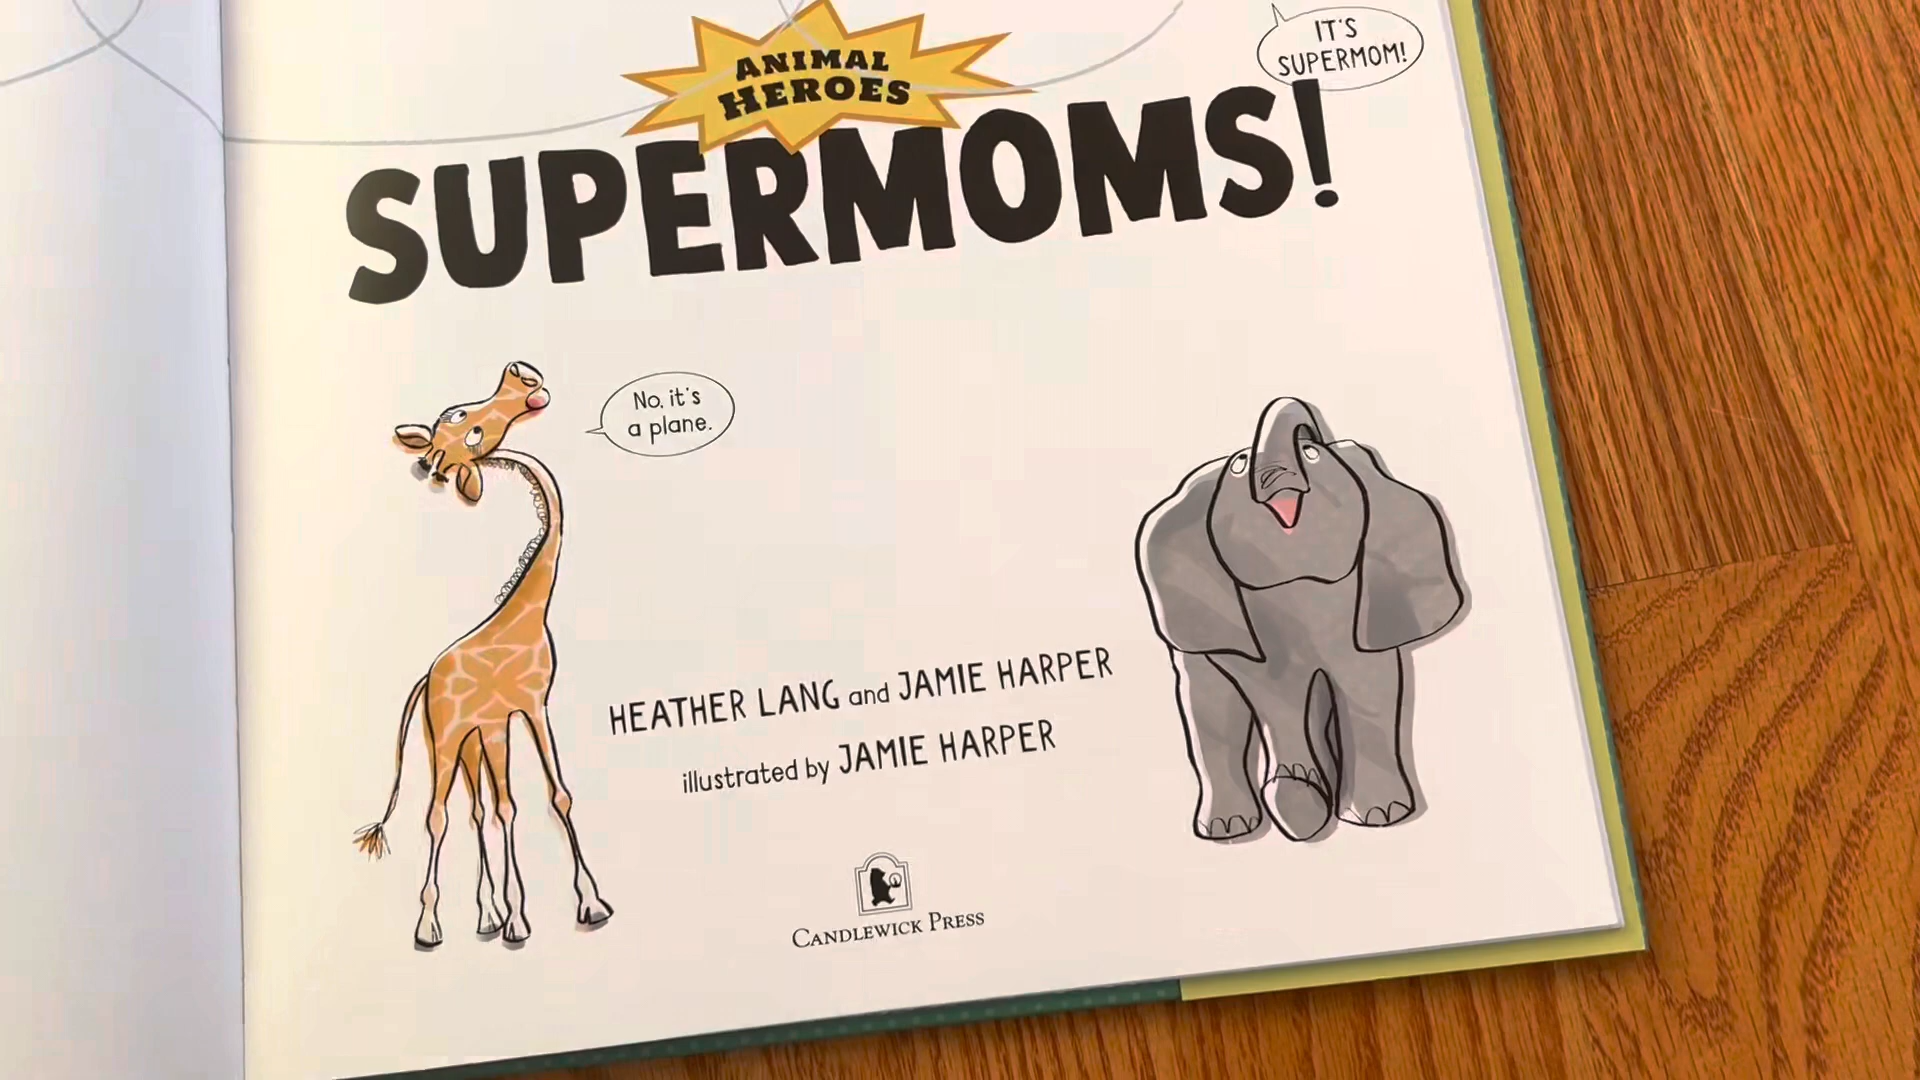 IT'S
SUPERMOM!
ANIMAL
HEROES
SUPERMOMS!
No, it's
a plane.
HEATHER LANG and JAMIE HARPER
illustrated by JAMIE HARPER
CANDLEWICK PRESS